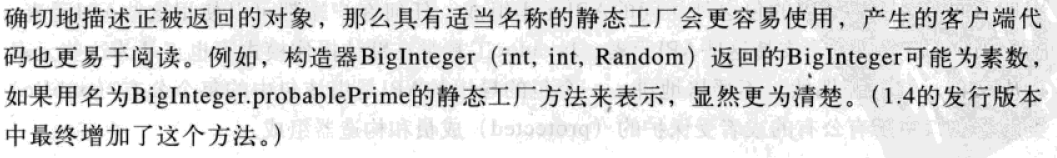 确切地描述正被返回的对象，那么具有适当名称的静态工厂会更容易使用，产生的客户端代
码也更易于阅读。例如，构造器BigInteger（int, int, Random）返回的BigInteger可能为素数，
如果用名为BigInteger.probablePrime的静态工厂方法来表示，显然更为清楚。（1.4的发行版本
中最终增加了这个方法。）